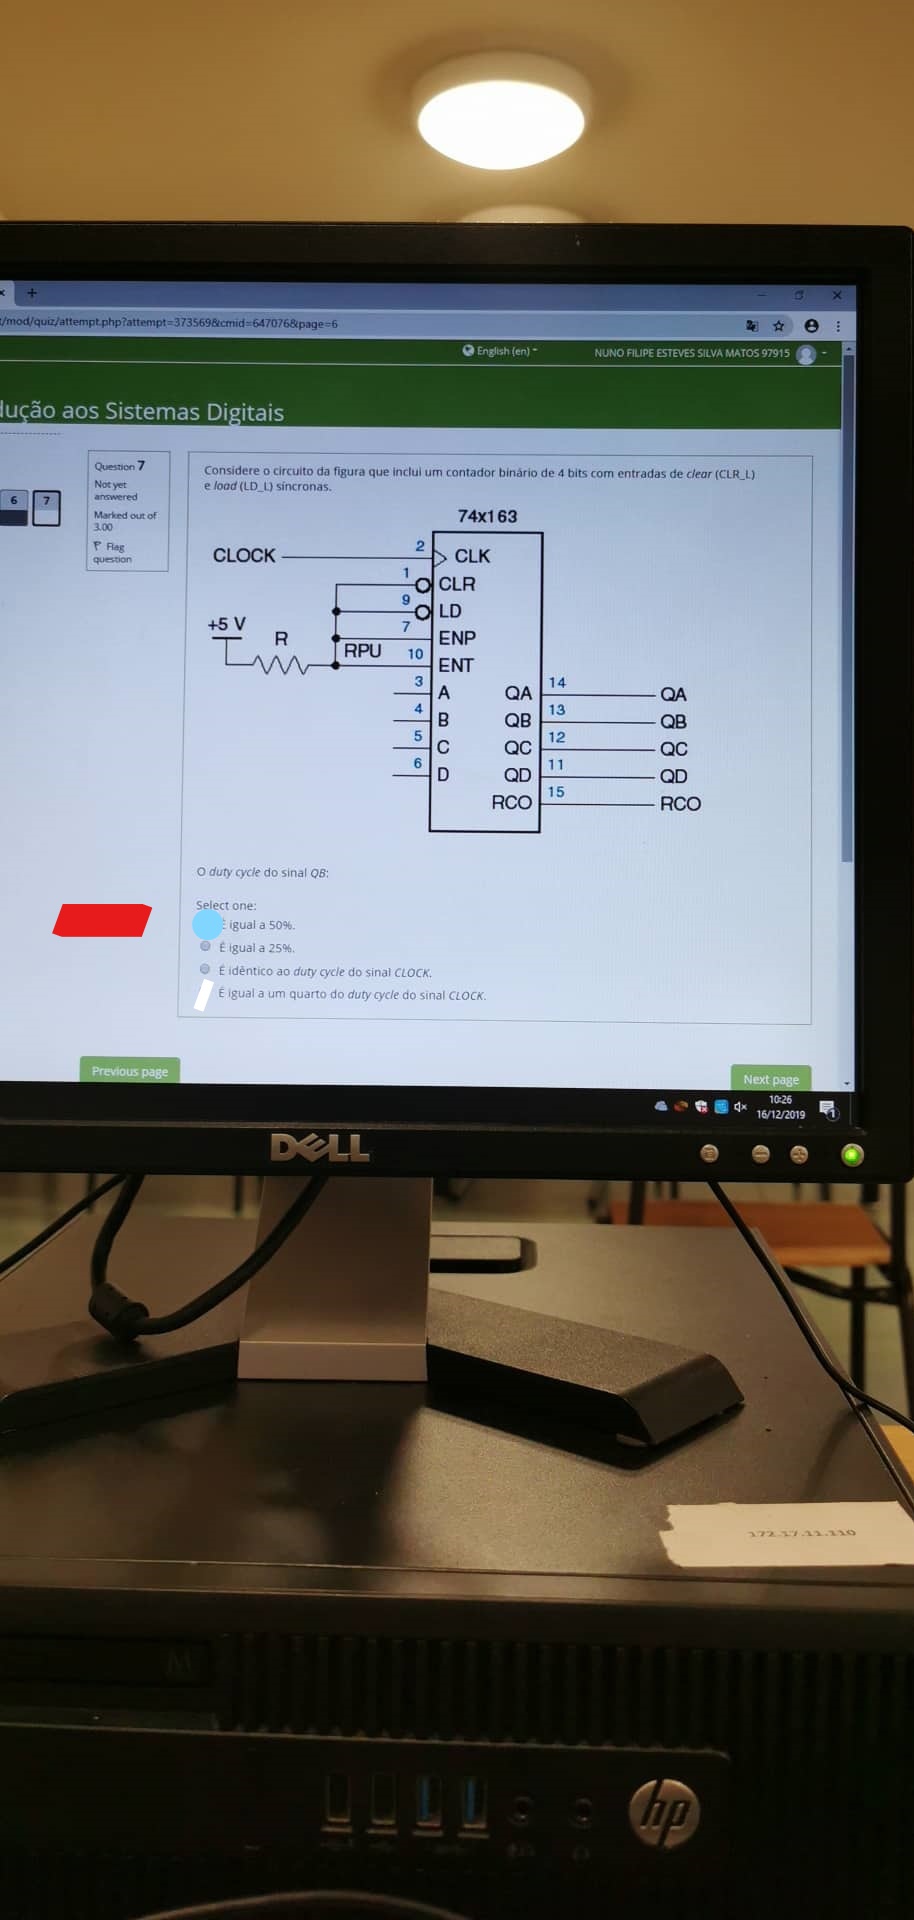 /mod/quiz/attempt.php?attempt=373569&cmid=647076&page=6
English (en)
NUNO FILIPE ESTEVES SILVA MATOS 97915
dução aos Sistemas Digitais
6 7
Question 7
Not yet
answered
Marked out of
3.00
Flag
question
Considere o circuito da figura que inclui um contador binário de 4 bits com entradas de clear (CLR_L)
e load (LD_L) síncronas.
74x163
CLOCK 2 CLK
1 CLR
9 LD
+5 V R 7 ENP
RPU 10 ENT
3 A QA 14 QA
4 B QB 13 QB
5 C QC 12 QC
6 D QD 11 QD
RCO 15 RCO
O duty cycle do sinal QB:
Select one:
É igual a 50%.
É igual a 25%.
É idêntico ao duty cycle do sinal CLOCK.
É igual a um quarto do duty cycle do sinal CLOCK.
Previous page
Next page
10:26
16/12/2019
1
DELL
172.17.11.110
hp